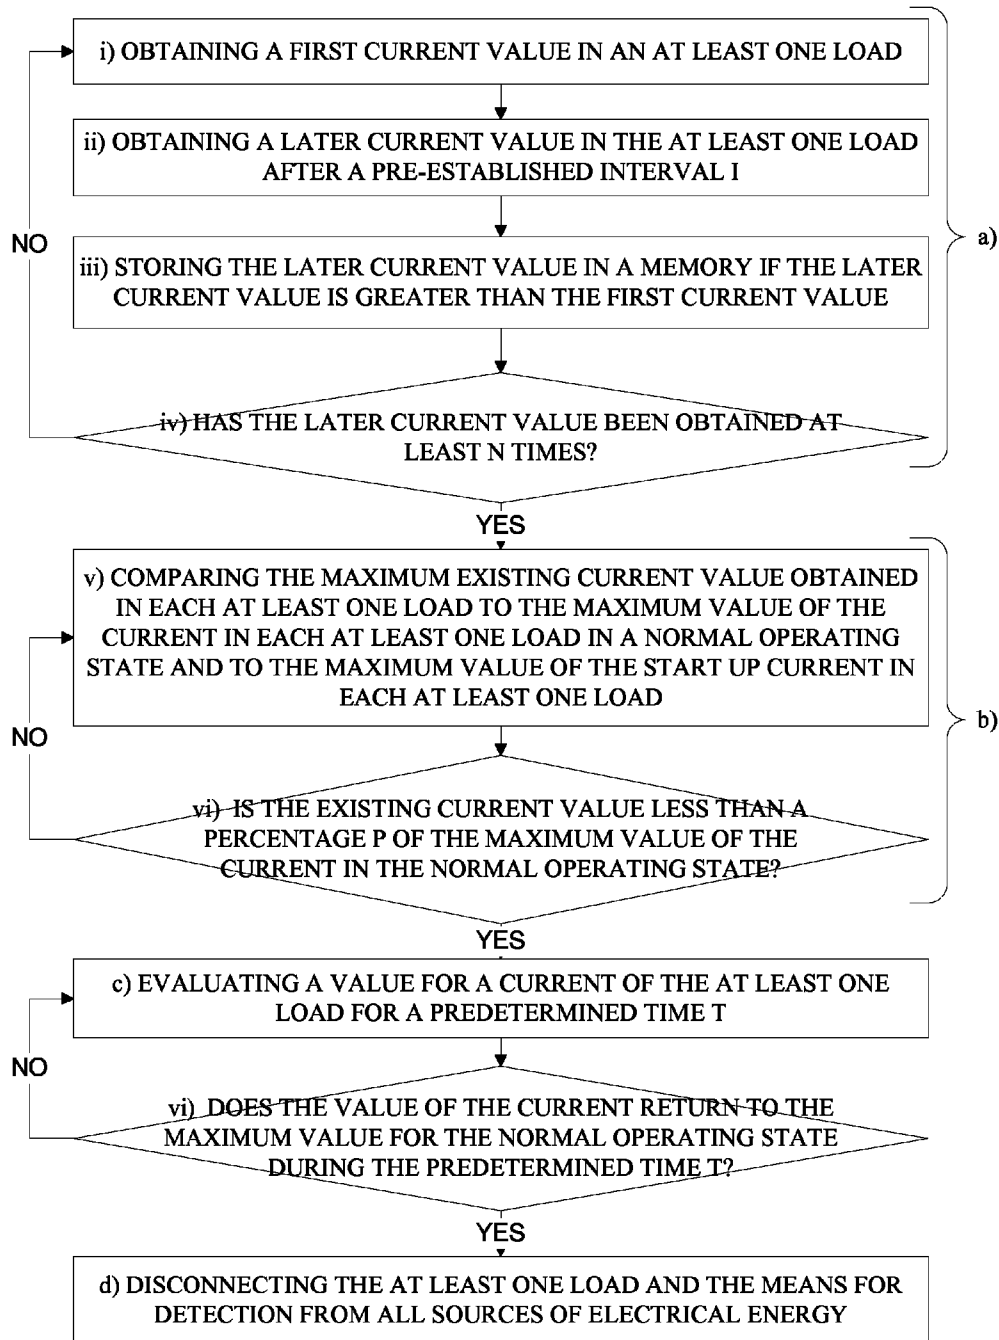 i) OBTAINING A FIRST CURRENT VALUE IN AN AT LEAST ONE LOAD
ii) OBTAINING A LATER CURRENT VALUE IN THE AT LEAST ONE LOAD
AFTER A PRE-ESTABLISHED INTERVAL I
NO
a)
iii) STORING THE LATER CURRENT VALUE IN A MEMORY IF THE LATER
CURRENT VALUE IS GREATER THAN THE FIRST CURRENT VALUE
iv) HAS THE LATER CURRENT VALUE BEEN OBTAINED AT
LEAST N TIMES?
YES
v) COMPARING THE MAXIMUM EXISTING CURRENT VALUE OBTAINED
IN EACH AT LEAST ONE LOAD TO THE MAXIMUM VALUE OF THE
CURRENT IN EACH AT LEAST ONE LOAD IN A NORMAL OPERATING
STATE AND TO THE MAXIMUM VALUE OF THE START UP CURRENT IN
EACH AT LEAST ONE LOAD
NO
b)
vi) IS THE EXISTING CURRENT VALUE LESS THAN A
PERCENTAGE P OF THE MAXIMUM VALUE OF THE
CURRENT IN THE NORMAL OPERATING STATE?
YES
c) EVALUATING A VALUE FOR A CURRENT OF THE AT LEAST ONE
LOAD FOR A PREDETERMINED TIME T
NO
vi) DOES THE VALUE OF THE CURRENT RETURN TO THE
MAXIMUM VALUE FOR THE NORMAL OPERATING STATE
DURING THE PREDETERMINED TIME T?
YES
d) DISCONNECTING THE AT LEAST ONE LOAD AND THE MEANS FOR
DETECTION FROM ALL SOURCES OF ELECTRICAL ENERGY